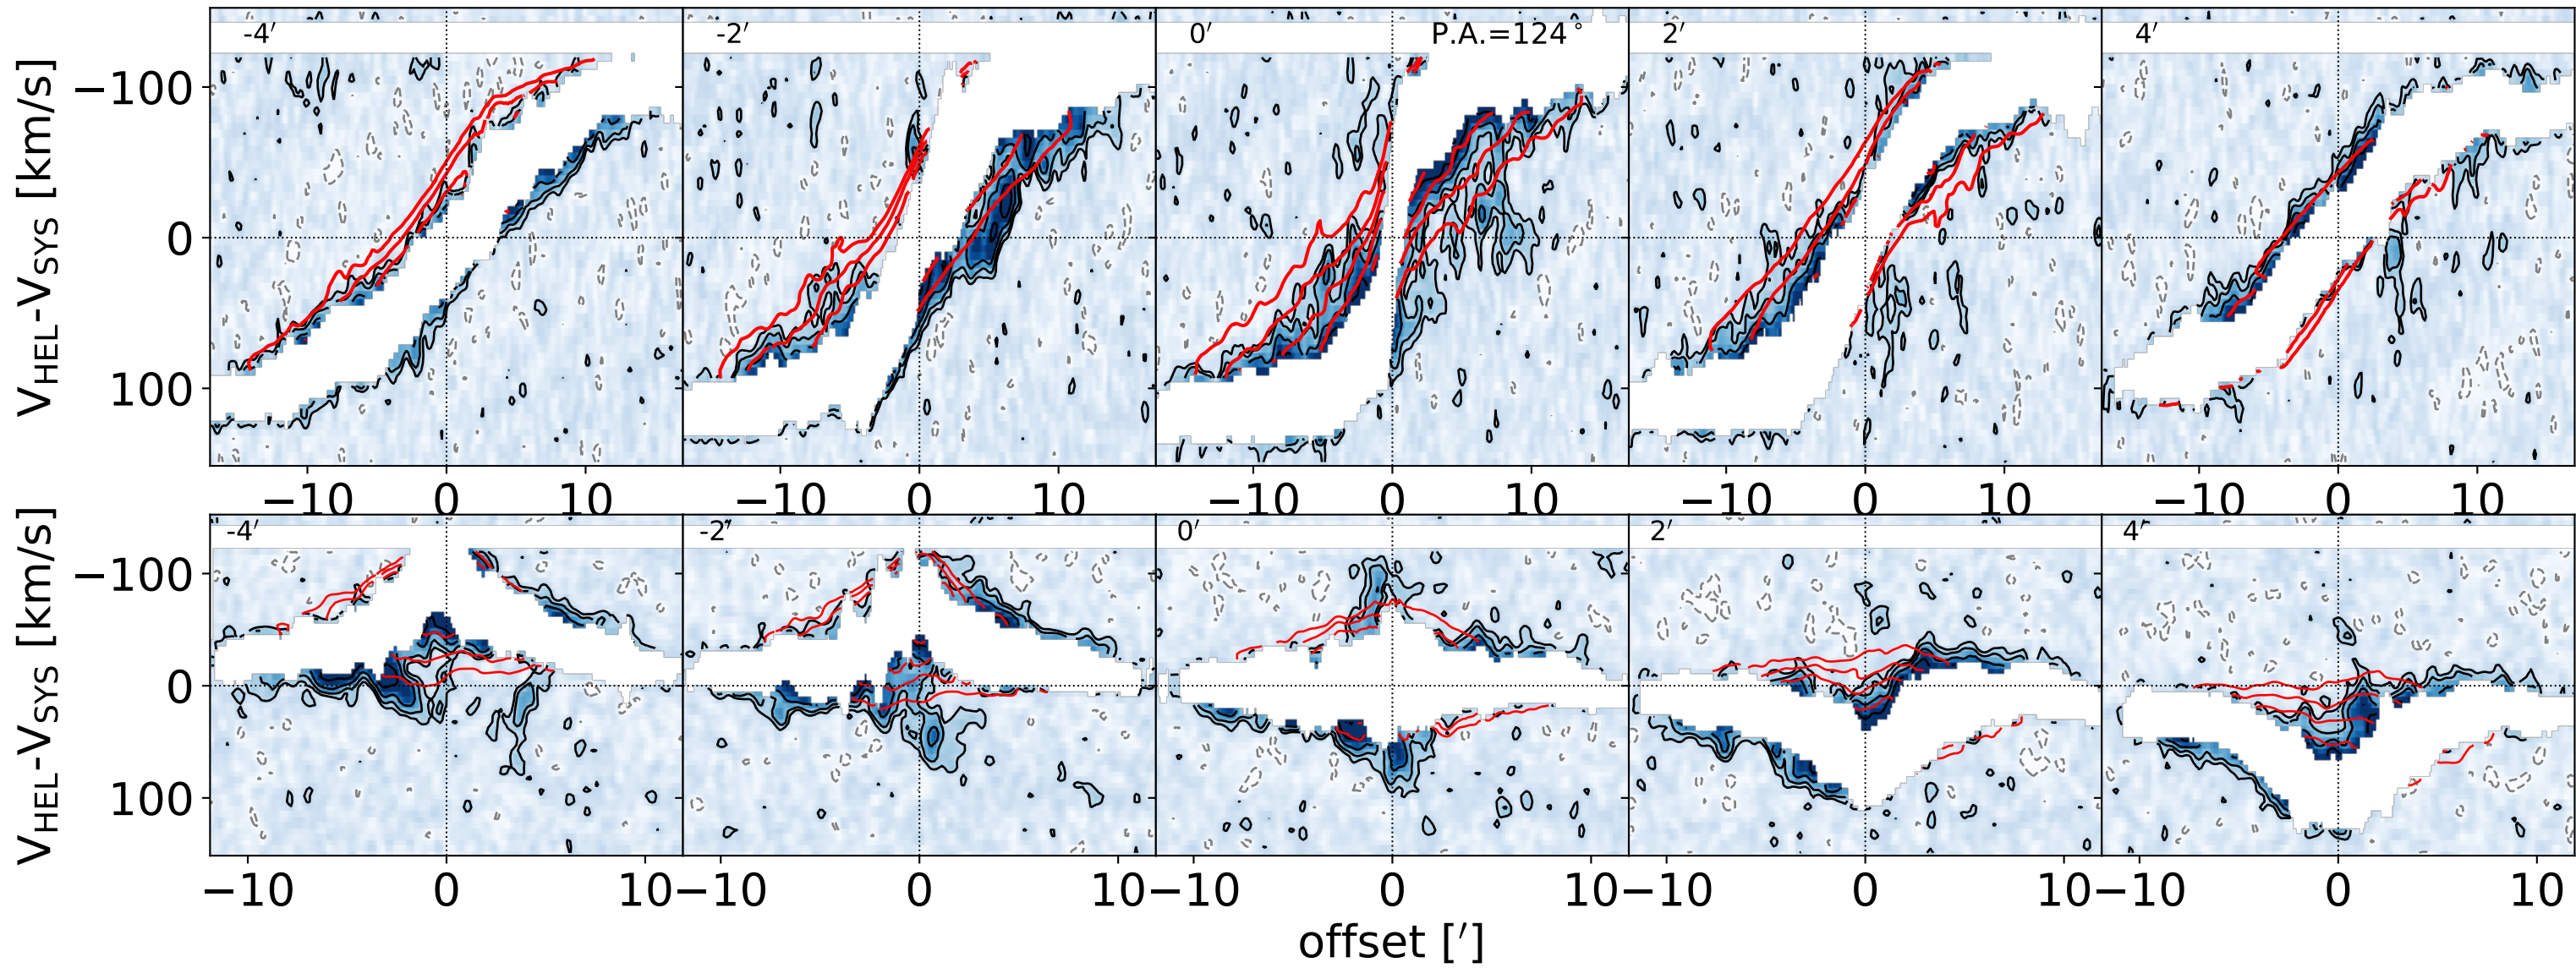 -4′ -2′ 0′ P.A.=124° 2′ 4′
V_HEL-V_SYS [km/s]
−100
0
100
−10 0 10 −10 0 10 −10 0 10 −10 0 10 −10 0 10
-4′ -2′ 0′ 2′ 4′
V_HEL-V_SYS [km/s]
−100
0
100
−10 0 10 −10 0 10 −10 0 10 −10 0 10 −10 0 10
offset [′]